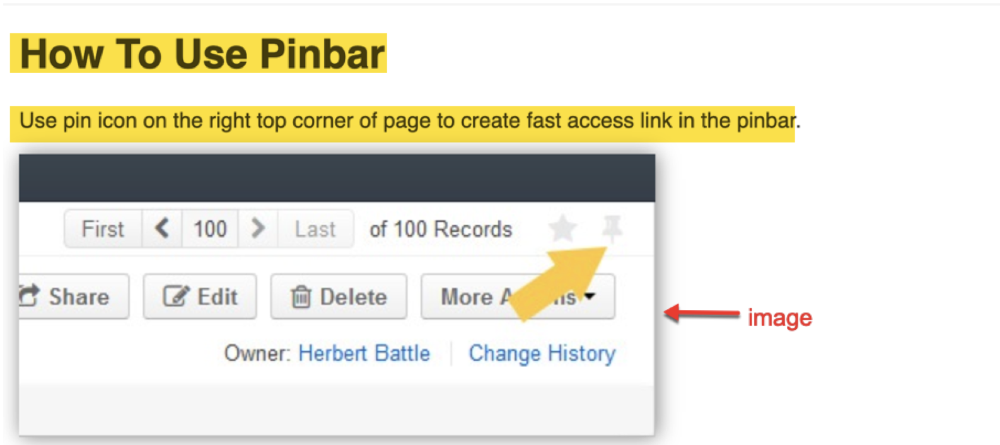 How To Use Pinbar
Use pin icon on the right top corner of page to create fast access link in the pinbar.
First 100 Last of 100 Records
Share Edit Delete More
image
Owner: Herbert Battle Change History